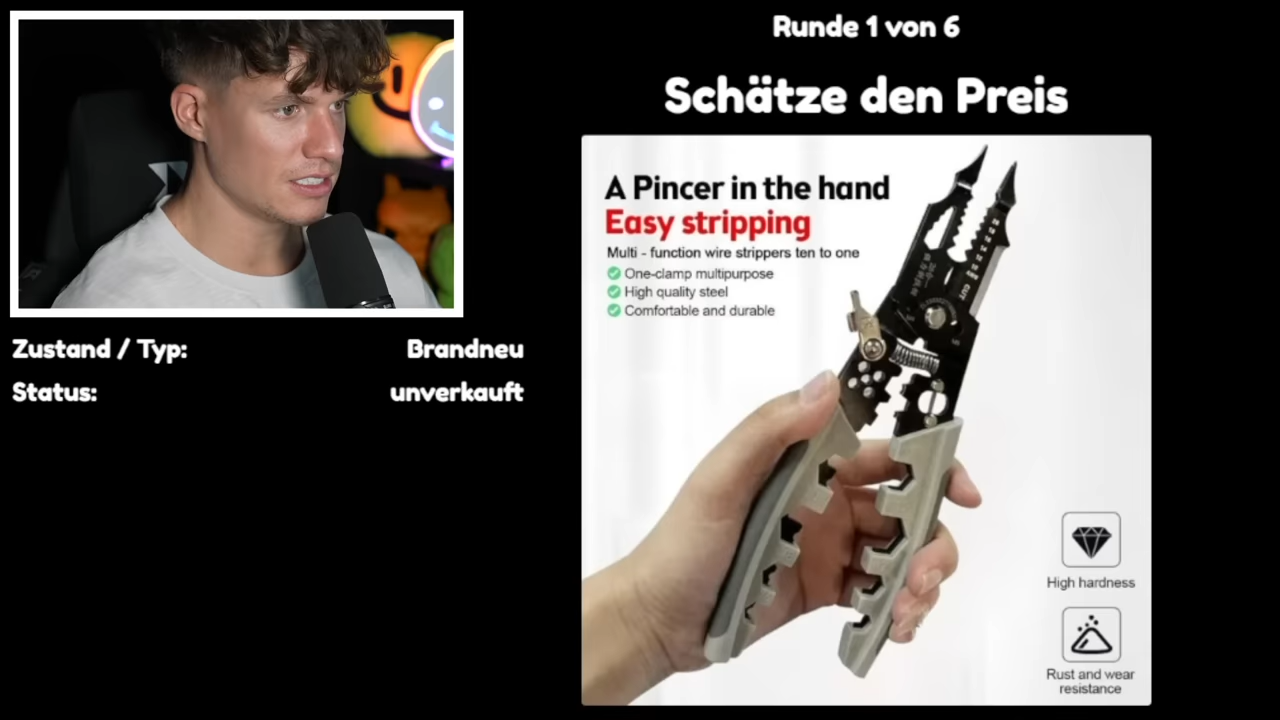 Runde 1 von 6
Schätze den Preis
Zustand / Typ: Brandneu
Status: unverkauft
A Pincer in the hand
Easy stripping
Multi - function wire strippers ten to one
One-clamp multipurpose
High quality steel
Comfortable and durable
CUT
High hardness
Rust and wear
resistance